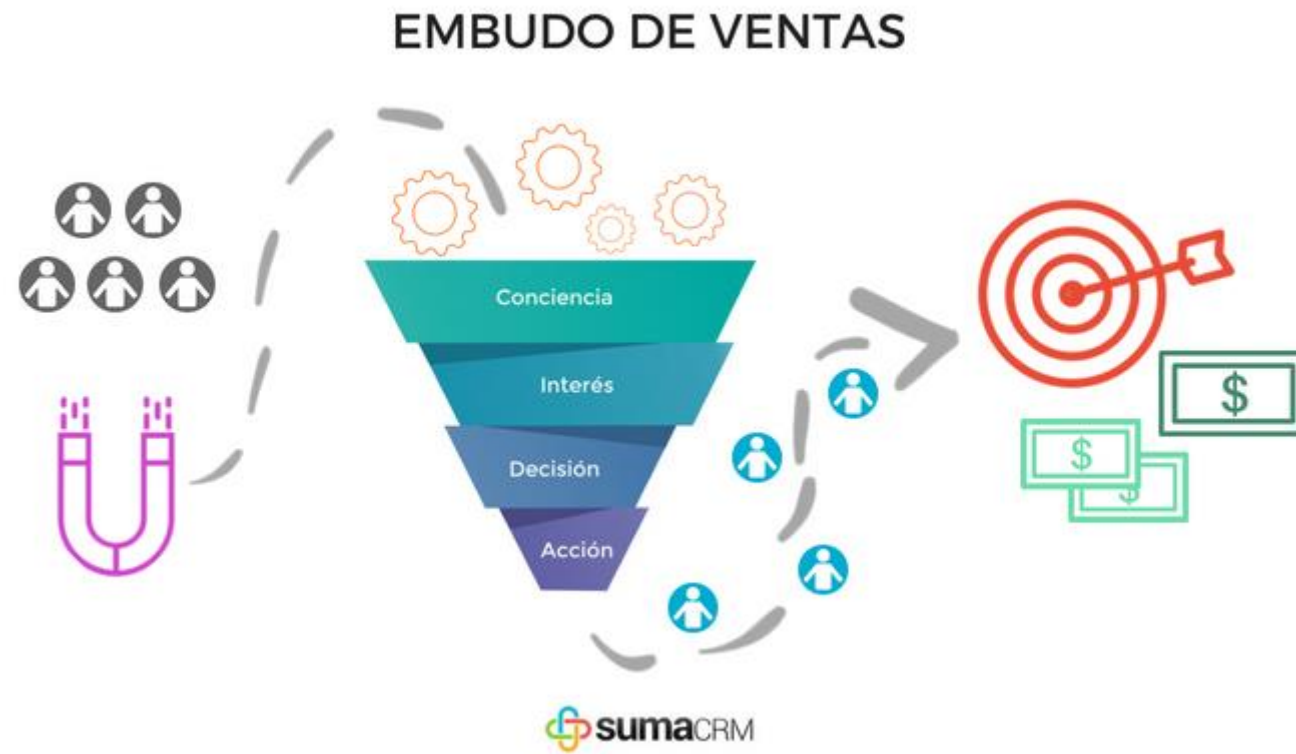 EMBUDO DE VENTAS
Conciencia
Interés
Decisión
Acción
$
$
$
sumaCRM